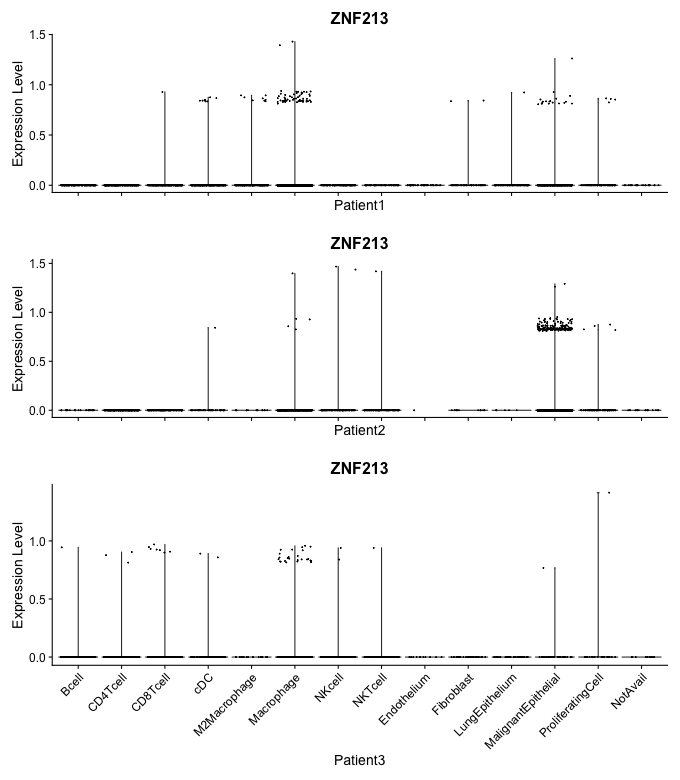 ZNF213
Expression Level
1.5
1.0
0.5
0.0
Patient1
ZNF213
Expression Level
1.5
1.0
0.5
0.0
Patient2
ZNF213
Expression Level
1.0
0.5
0.0
Bcell
CD4Tcell
CD8Tcell
cDC
M2Macrophage
Macrophage
NKcell
NKTcell
Endothelium
Fibroblast
LungEpithelium
MalignantEpithelial
ProliferatingCell
NotAvail
Patient3